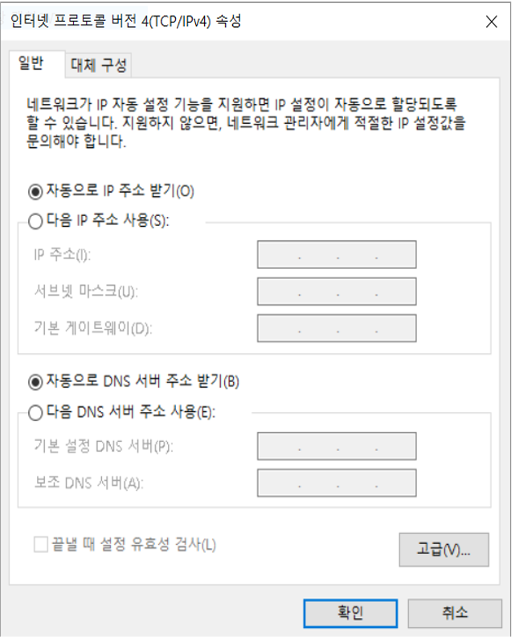 인터넷 프로토콜 버전 4(TCP/IPv4) 속성
일반
대체 구성
네트워크가 IP 자동 설정 기능을 지원하면 IP 설정이 자동으로 할당되도록
할 수 있습니다. 지원하지 않으면, 네트워크 관리자에게 적절한 IP 설정값을
문의해야 합니다.
자동으로 IP 주소 받기(O)
다음 IP 주소 사용(S):
IP 주소(I):
서브넷 마스크(U):
기본 게이트웨이(D):
자동으로 DNS 서버 주소 받기(B)
다음 DNS 서버 주소 사용(E):
기본 설정 DNS 서버(P):
보조 DNS 서버(A):
끝낼 때 설정 유효성 검사(L)
고급(V)...
확인
취소